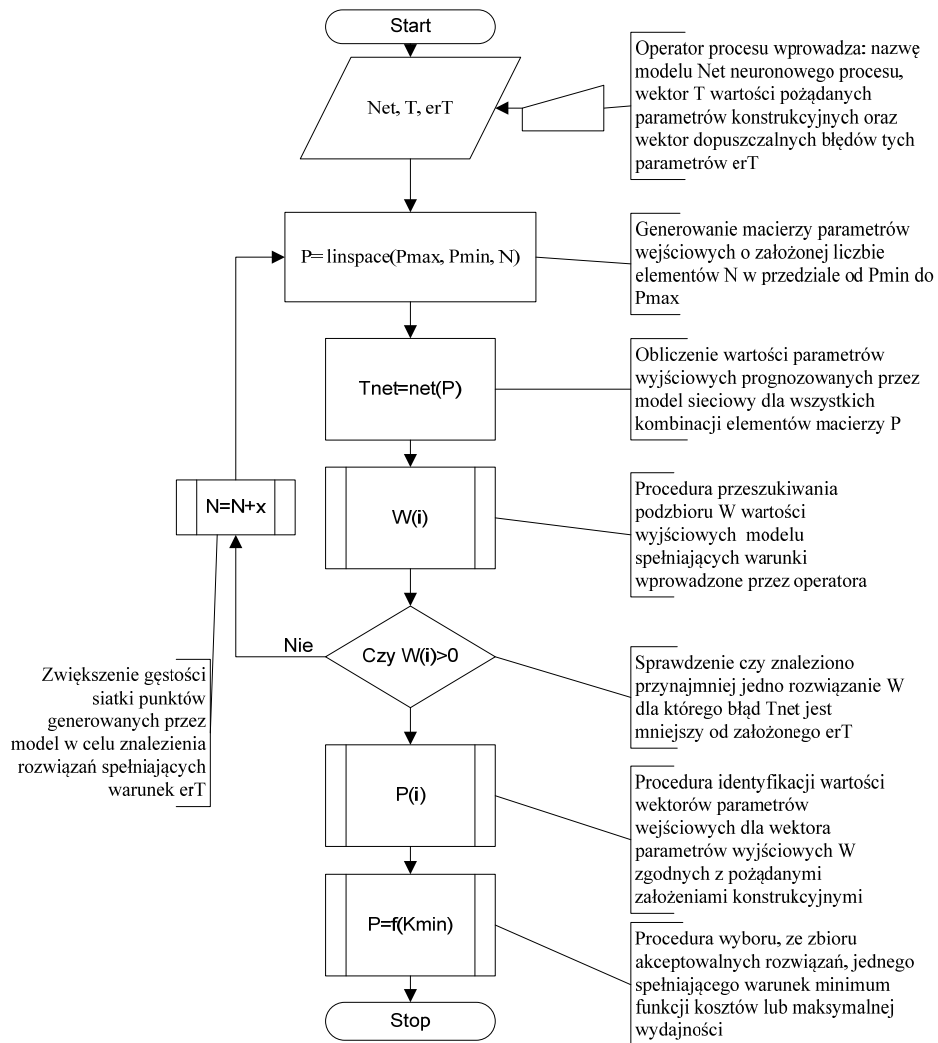 Start
Net, T, erT
Operator procesu wprowadza: nazwę
modelu Net neuronowego procesu,
wektor T wartości pożądanych
parametrów konstrukcyjnych oraz
wektor dopuszczalnych błędów tych
parametrów erT
P= linspace(Pmax, Pmin, N)
Generowanie macierzy parametrów
wejściowych o założonej liczbie
elementów N w przedziale od Pmin do
Pmax
Tnet=net(P)
Obliczenie wartości parametrów
wyjściowych prognozowanych przez
model sieciowy dla wszystkich
kombinacji elementów macierzy P
N=N+x
W(i)
Procedura przeszukiwania
podzbioru W wartości
wyjściowych modelu
spełniających warunki
wprowadzone przez operatora
Nie
Czy W(i)>0
Sprawdzenie czy znaleziono
przynajmniej jedno rozwiązanie W
dla którego błąd Tnet jest
mniejszy od założonego erT
Zwiększenie gęstości
siatki punktów
generowanych przez
model w celu znalezienia
rozwiązań spełniających
warunek erT
P(i)
Procedura identyfikacji wartości
wektorów parametrów
wejściowych dla wektora
parametrów wyjściowych W
zgodnych z pożądanymi
założeniami konstrukcyjnymi
P=f(Kmin)
Procedura wyboru, ze zbioru
akceptowalnych rozwiązań, jednego
spełniającego warunek minimum
funkcji kosztów lub maksymalnej
wydajności
Stop